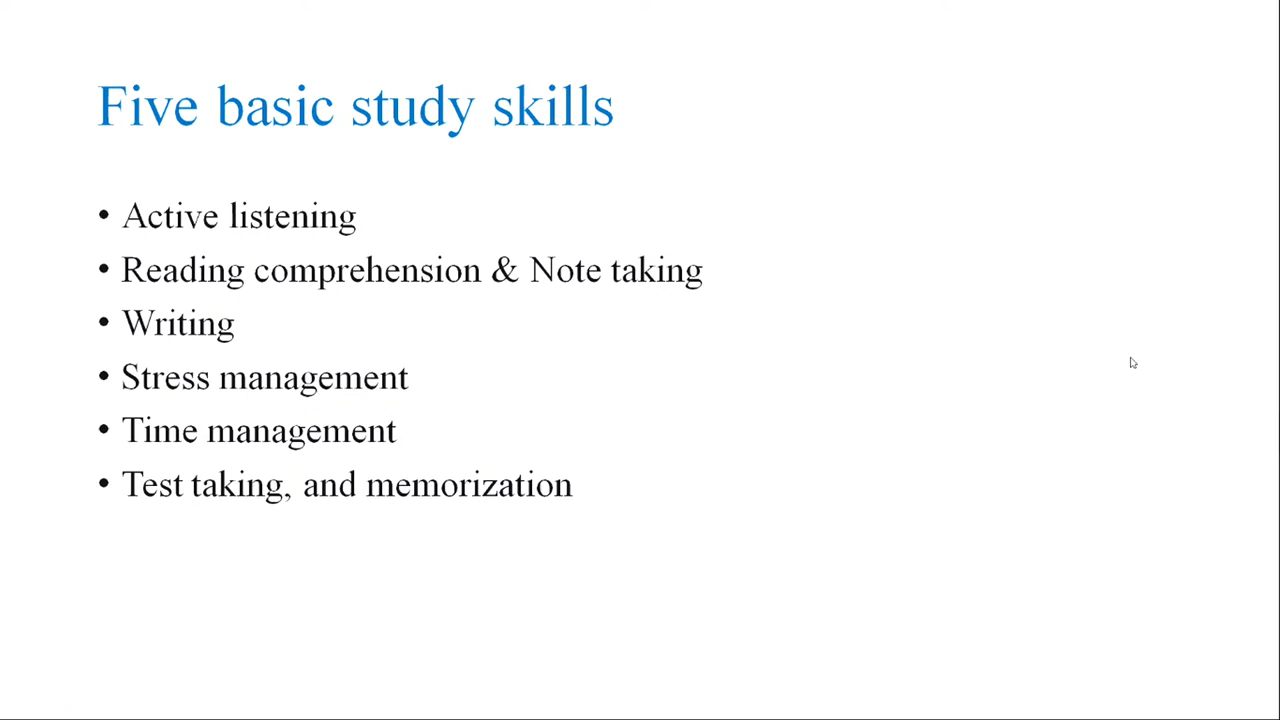 Five basic study skills
• Active listening
• Reading comprehension & Note taking
• Writing
• Stress management
• Time management
• Test taking, and memorization